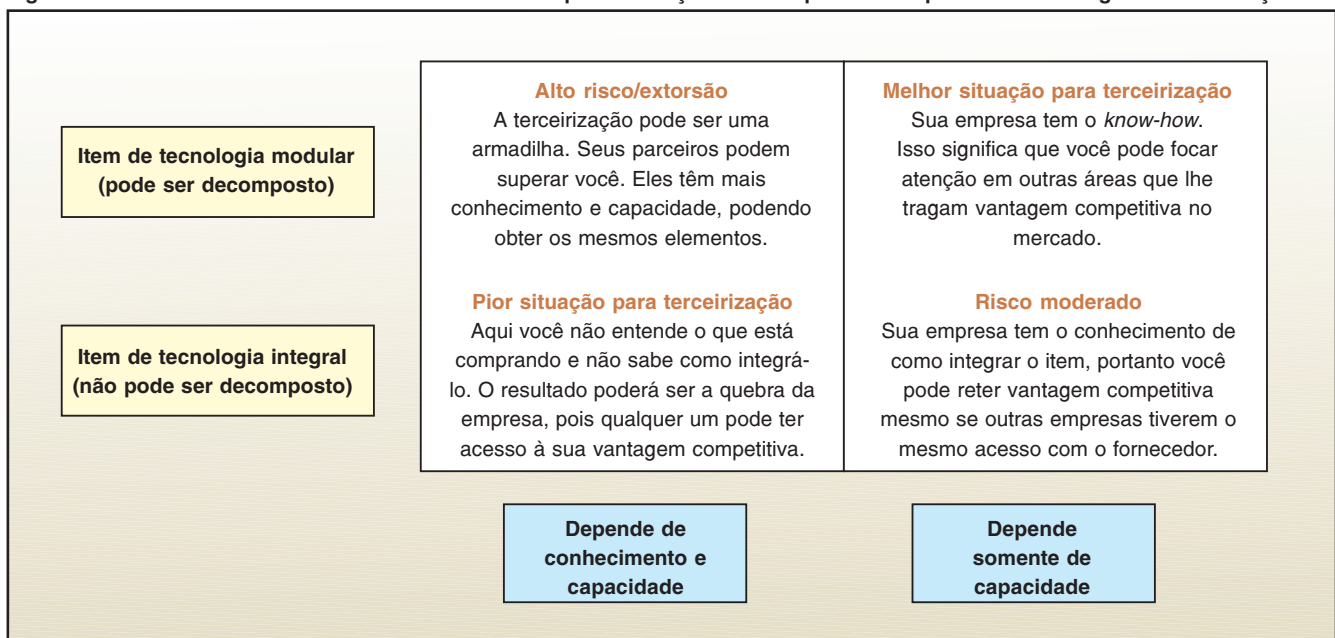 Item de tecnologia modular
(pode ser decomposto)
Alto risco/extorsão
A terceirização pode ser uma
armadilha. Seus parceiros podem
superar você. Eles têm mais
conhecimento e capacidade, podendo
obter os mesmos elementos.
Melhor situação para terceirização
Sua empresa tem o know-how.
Isso significa que você pode focar
atenção em outras áreas que lhe
tragam vantagem competitiva no
mercado.
Item de tecnologia integral
(não pode ser decomposto)
Pior situação para terceirização
Aqui você não entende o que está
comprando e não sabe como integrá-
lo. O resultado poderá ser a quebra da
empresa, pois qualquer um pode ter
acesso à sua vantagem competitiva.
Risco moderado
Sua empresa tem o conhecimento de
como integrar o item, portanto você
pode reter vantagem competitiva
mesmo se outras empresas tiverem o
mesmo acesso com o fornecedor.
Depende de
conhecimento e
capacidade
Depende
somente de
capacidade